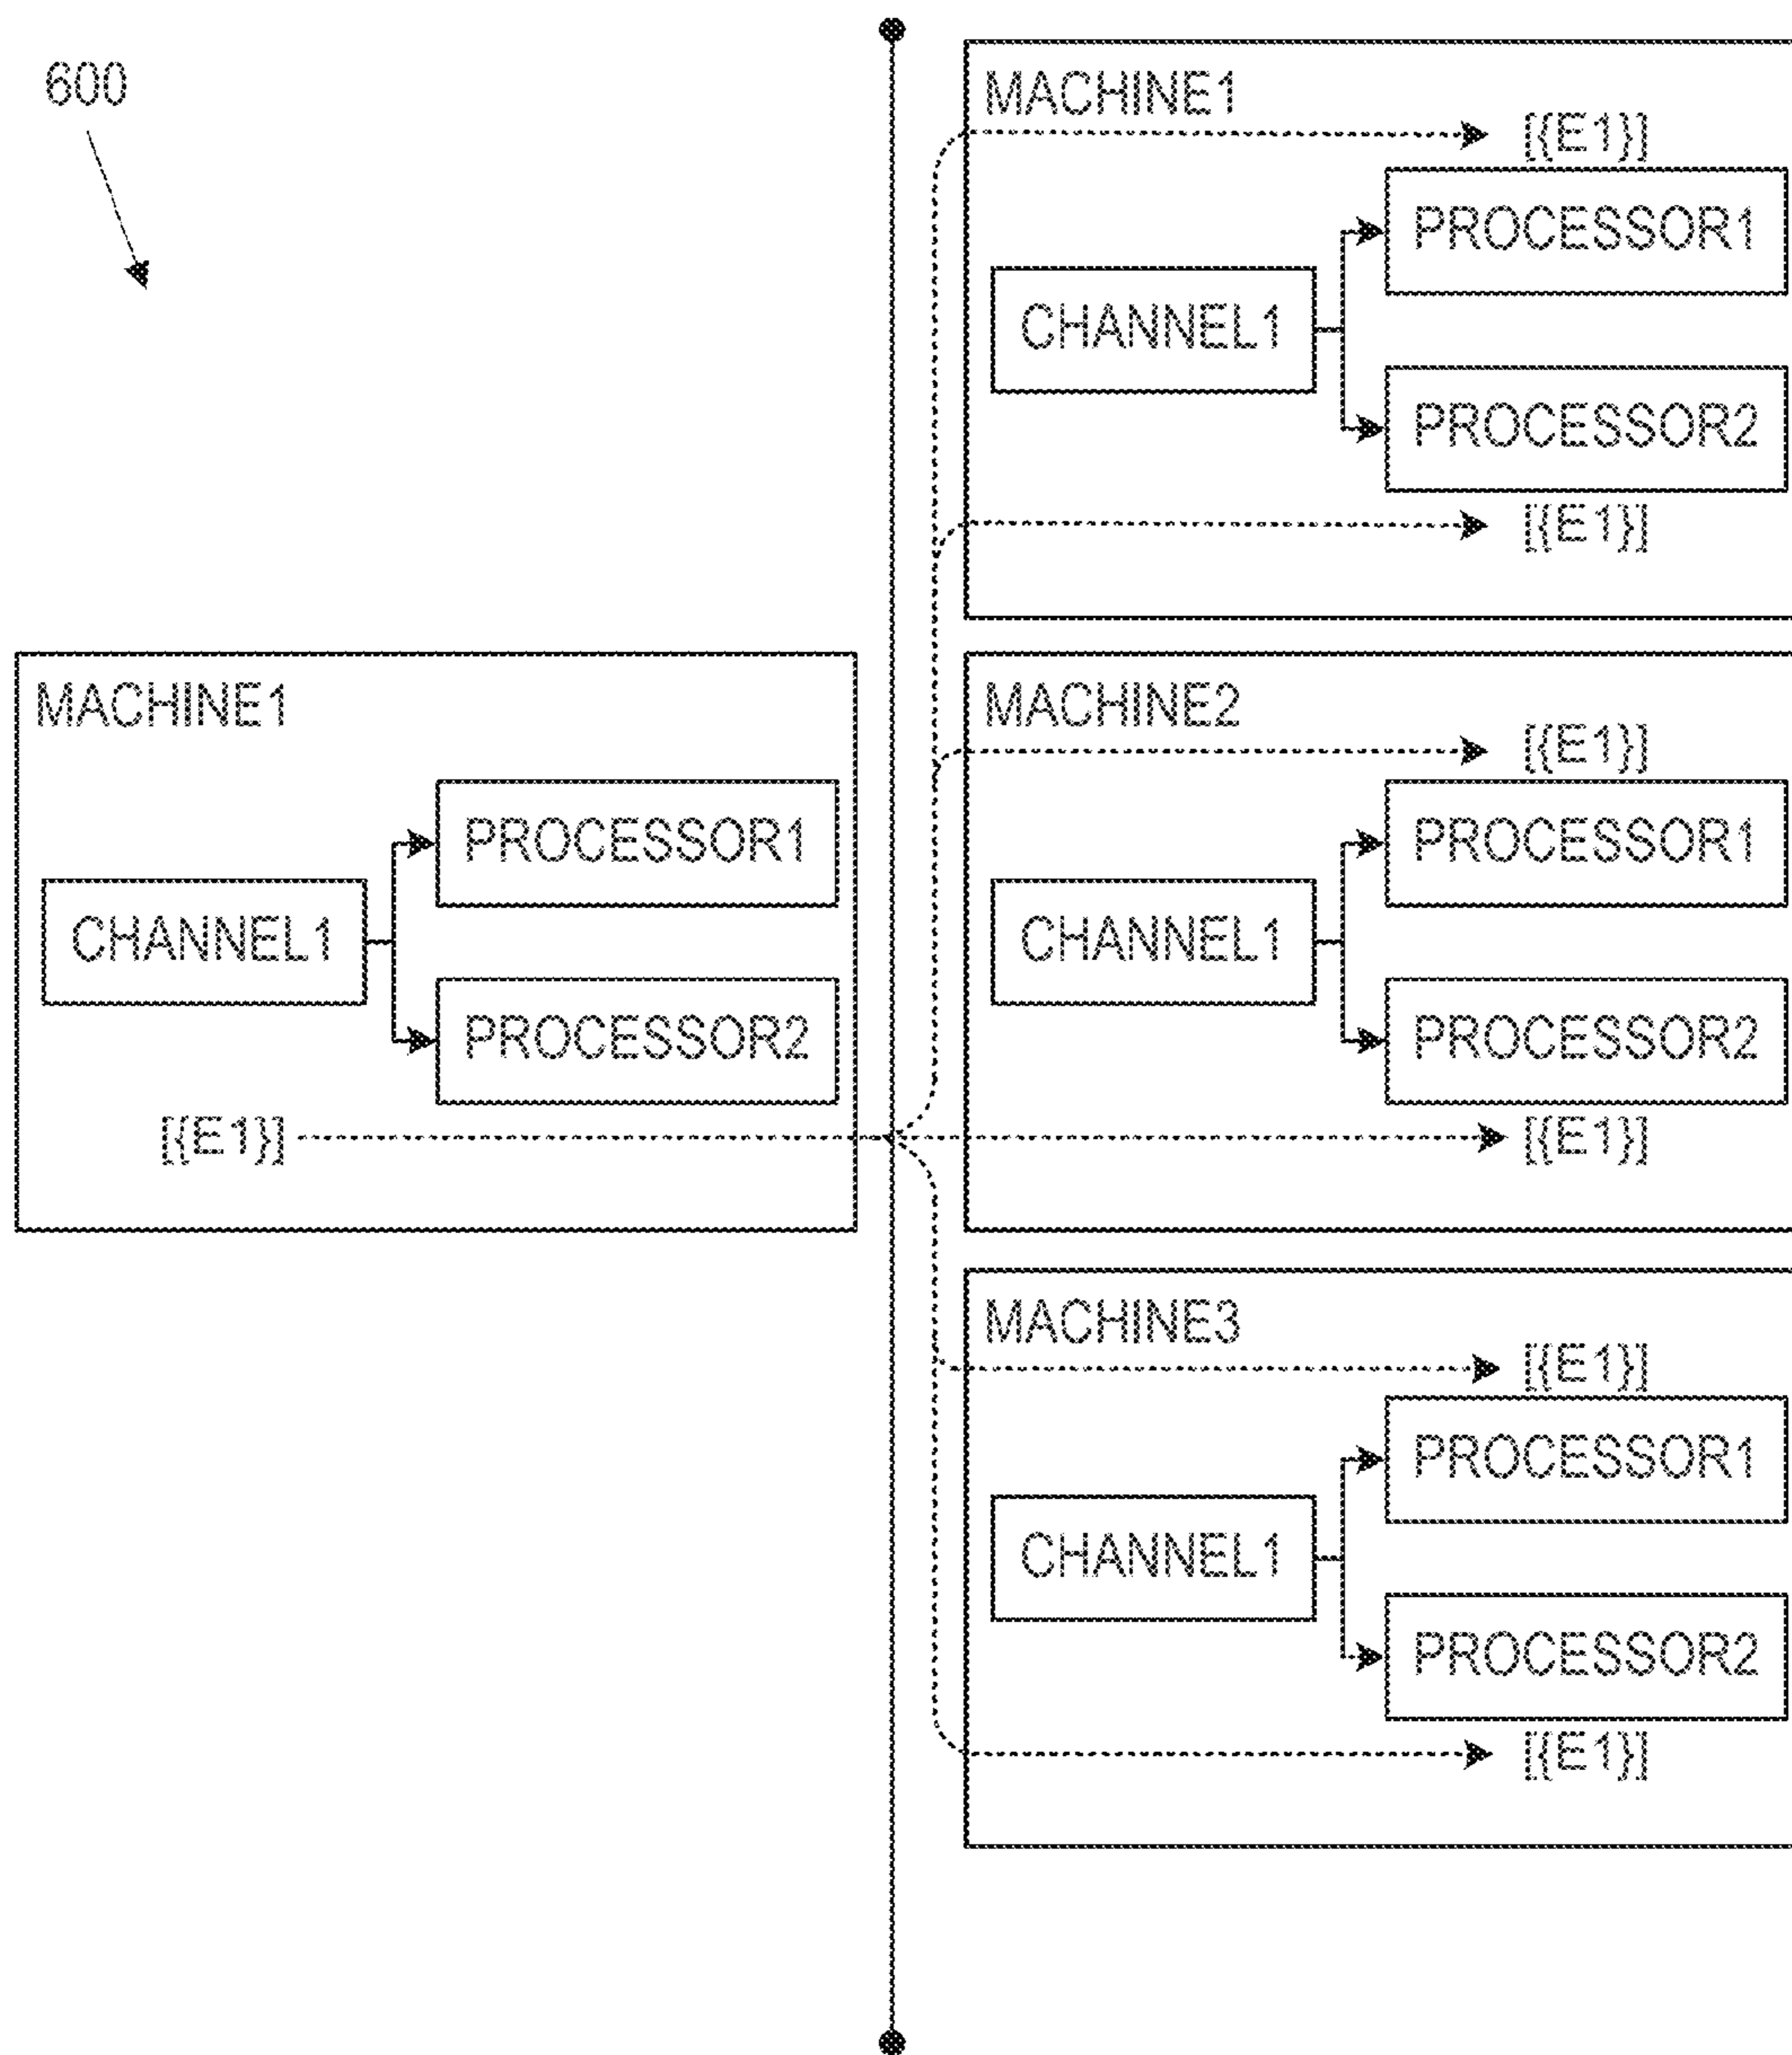 600
MACHINE1
CHANNEL1
PROCESSOR1
PROCESSOR2
[{E1}]
MACHINE1
[{E1}]
PROCESSOR1
CHANNEL1
PROCESSOR2
[{E1}]
MACHINE2
[{E1}]
PROCESSOR1
CHANNEL1
PROCESSOR2
[{E1}]
MACHINE3
[{E1}]
PROCESSOR1
CHANNEL1
PROCESSOR2
[{E1}]